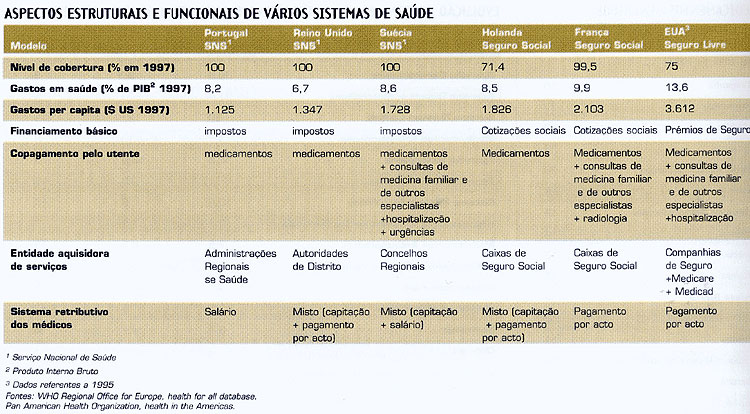 ASPECTOS ESTRUTURAIS E FUNCIONAIS DE VÁRIOS SISTEMAS DE SAÚDE
Modelo Portugal SNS¹ Reino Unido SNS¹ Suécia SNS¹ Holanda Seguro Social França Seguro Social EUA³ Seguro Livre
Nível de cobertura (% em 1997) 100 100 100 71,4 99,5 75
Gastos em saúde (% de PIB² 1997) 8,2 6,7 8,6 8,5 9,9 13,6
Gastos per capita ($ US 1997) 1.125 1.347 1.728 1.826 2.103 3.612
Financiamento básico impostos impostos impostos Cotizações sociais Cotizações sociais Prémios de Seguro
Copagamento pelo utente medicamentos medicamentos medicamentos Medicamentos Medicamentos Medicamentos
+ consultas de + consultas de + consultas de
medicina familiar e medicina familiar medicina familiar
de outros e de outros e de outros
especialistas especialistas especialistas
+hospitalização + radiologia +hospitalização
+ urgências
Entidade aquisidora Administrações Autoridades Concelhos Caixas de Caixas de Companhias
de serviços Regionais de Distrito Regionais Seguro Social Seguro Social de Seguro
se Saúde +Medicare
+ Medicad
Sistema retributivo Salário Misto (capitação Misto (capitação Misto (capitação Pagamento Pagamento
dos médicos + pagamento + salário) + pagamento por acto por acto
por acto) por acto)
¹ Serviço Nacional de Saúde
² Produto Interno Bruto
³ Dados referentes a 1995
Fontes: WHO Regional Office for Europe, health for all database.
Pan American Health Organization, health in the Americas.